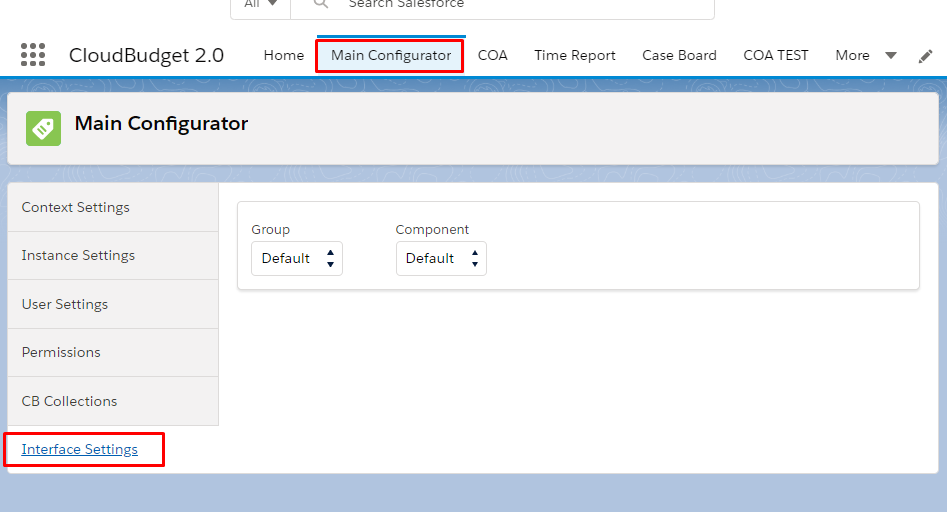 All Search Salesforce
CloudBudget 2.0 Home Main Configurator COA Time Report Case Board COA TEST More
Main Configurator
Context Settings
Instance Settings
User Settings
Permissions
CB Collections
Interface Settings
Group Component
Default Default